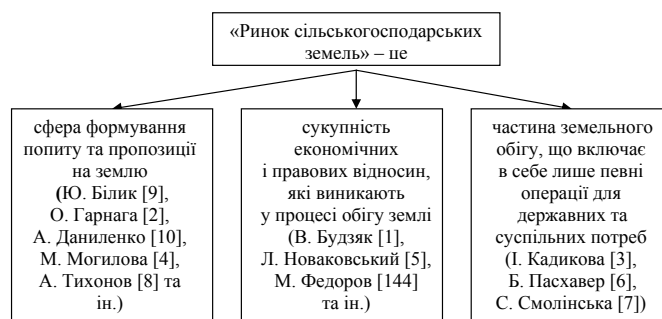 «Ринок сільськогосподарських
земель» – це
сфера формування
попиту та пропозиції
на землю
(Ю. Білик [9],
О. Гарнага [2],
А. Даниленко [10],
М. Могилова [4],
А. Тихонов [8] та
ін.)
сукупність
економічних
і правових відносин,
які виникають
у процесі обігу землі
(В. Будзяк [1],
Л. Новаковський [5],
М. Федоров [144]
та ін.)
частина земельного
обігу, що включає
в себе лише певні
операції для
державних та
суспільних потреб
(І. Кадикова [3],
Б. Пасхавер [6],
С. Смолінська [7])